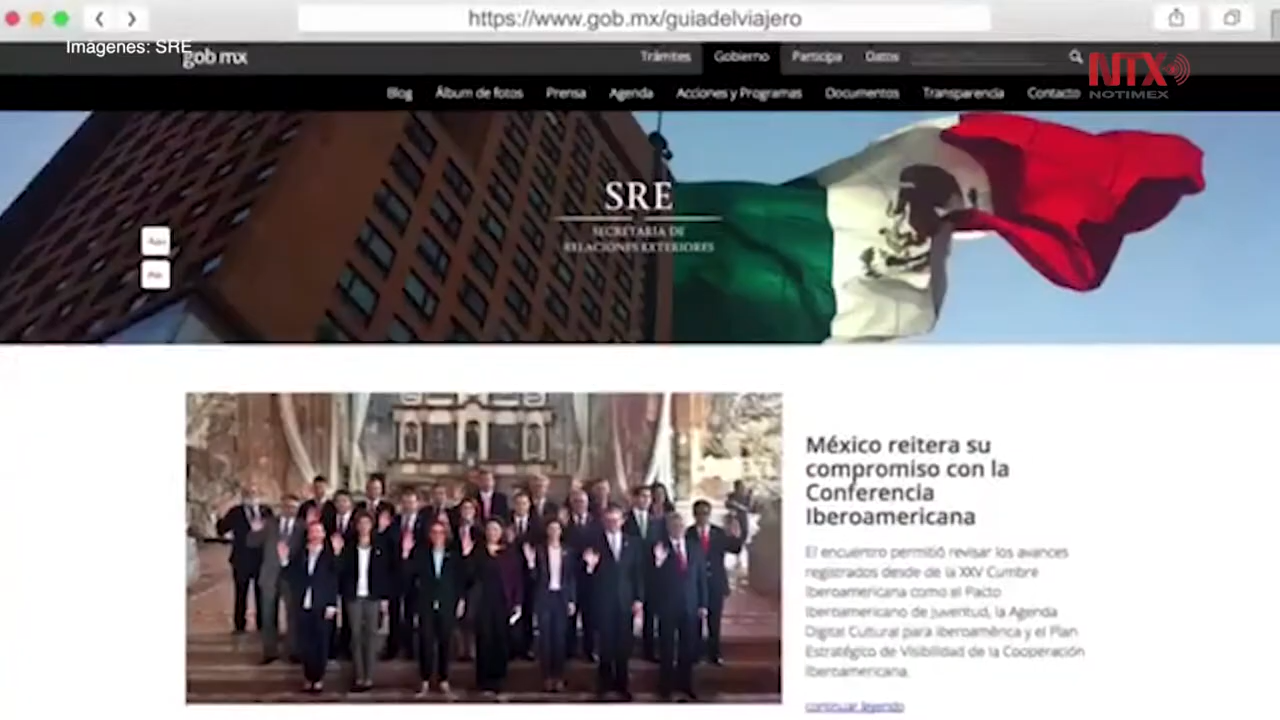 https://www.gob.mx/guiadelviajero
Imágenes: SRE
gob mx
Trámites Gobierno Participa Datos
NTX
NOTIMEX
Blog Álbum de fotos Prensa Agenda Acciones y Programas Documentos Transparencia Contacto
SRE
SECRETARÍA DE
RELACIONES EXTERIORES
México reitera su
compromiso con la
Conferencia
Iberoamericana
El encuentro permitió revisar los avances
registrados desde de la XXV Cumbre
Iberoamericana como el Pacto
Iberoamericano de Juventud, la Agenda
Digital Cultural para Iberoamérica y el Plan
Estratégico de Visibilidad de la Cooperación
Iberoamericana.
continuar leyendo